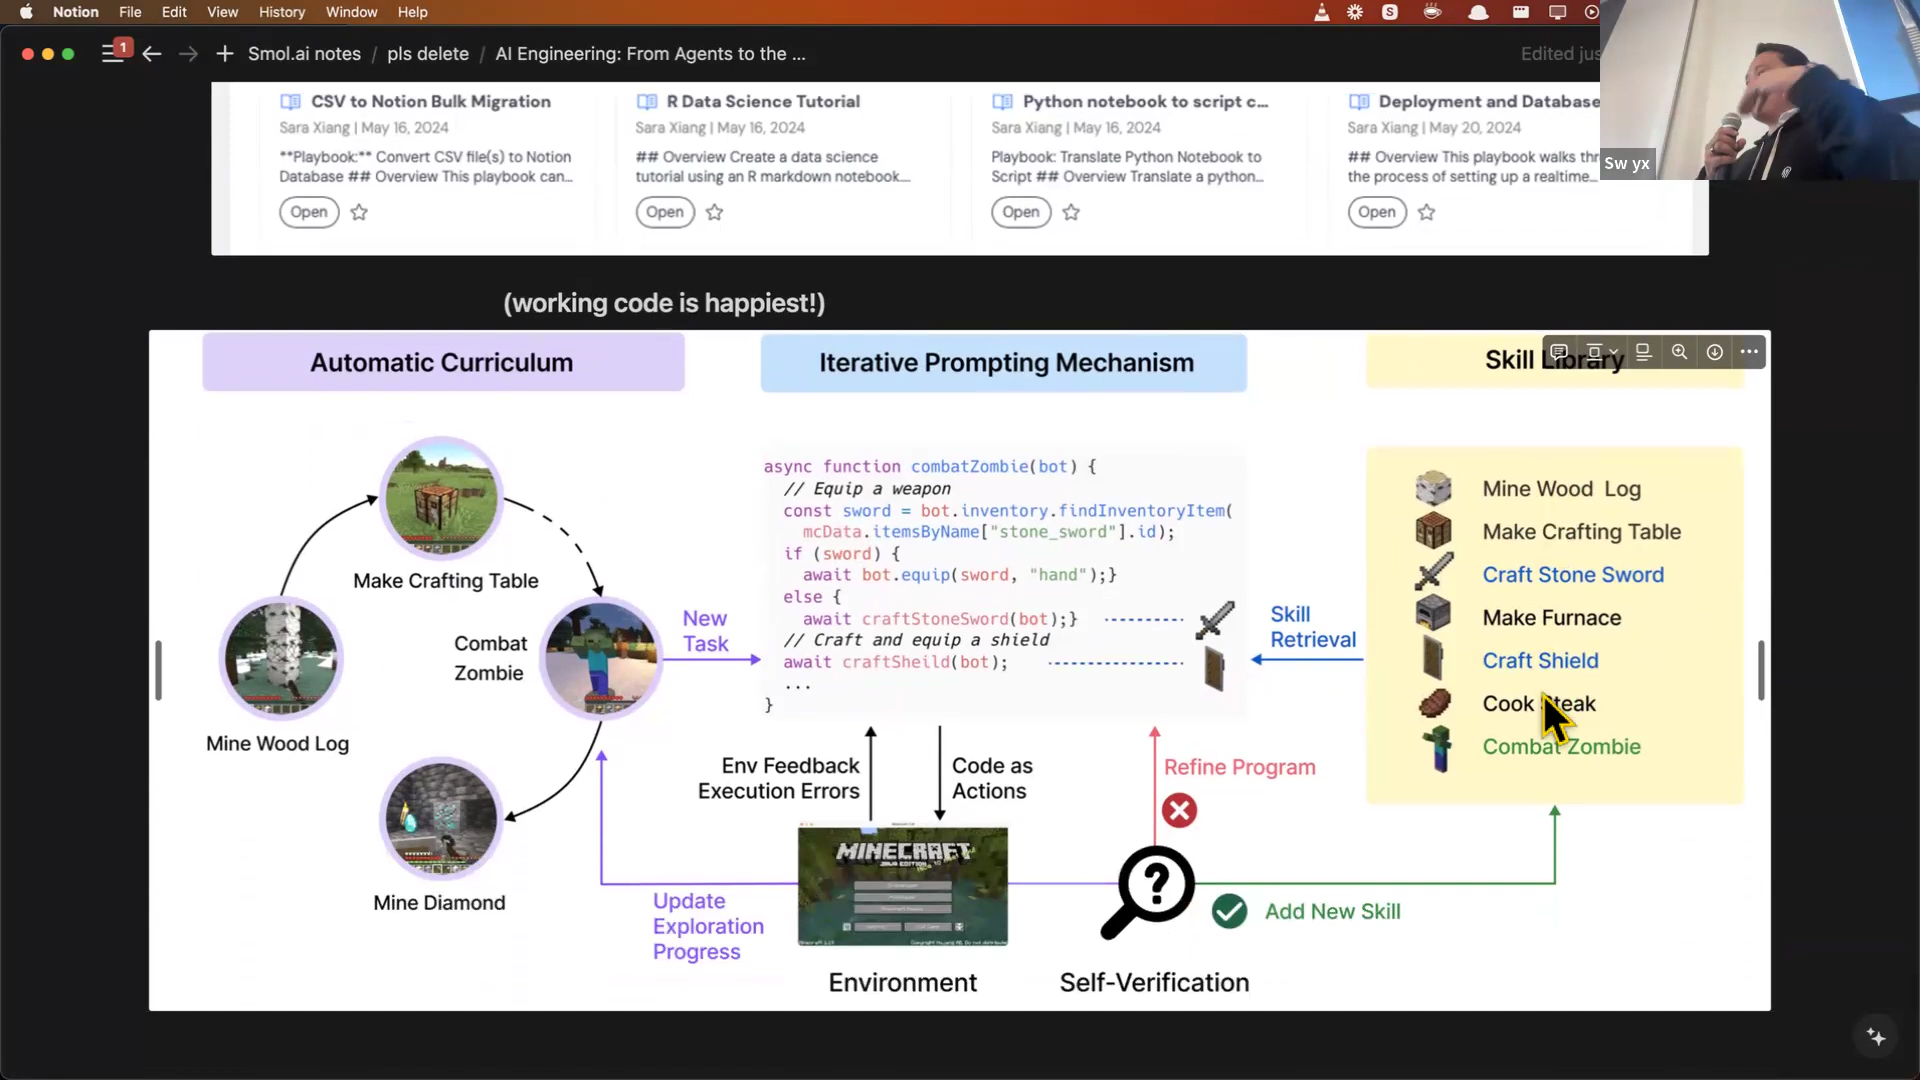 Notion File Edit View History Window Help
1
Smol.ai notes / pls delete / AI Engineering: From Agents to the ...
Edited jus
Sw yx
CSV to Notion Bulk Migration
Sara Xiang | May 16, 2024
**Playbook:** Convert CSV file(s) to Notion
Database ## Overview This playbook can...
Open
R Data Science Tutorial
Sara Xiang | May 16, 2024
## Overview Create a data science
tutorial using an R markdown notebook....
Open
Python notebook to script c...
Sara Xiang | May 16, 2024
Playbook: Translate Python Notebook to
Script ## Overview Translate a python...
Open
Deployment and Database
Sara Xiang | May 20, 2024
## Overview This playbook walks thr
the process of setting up a realtime...
Open
(working code is happiest!)
Automatic Curriculum
Make Crafting Table
Mine Wood Log
Combat
Zombie
Mine Diamond
New
Task
Update
Exploration
Progress
Iterative Prompting Mechanism
async function combatZombie(bot) {
// Equip a weapon
const sword = bot.inventory.findInventoryItem(
mcData.itemsByName["stone_sword"].id);
if (sword) {
await bot.equip(sword, "hand");}
else {
await craftStoneSword(bot);}
// Craft and equip a shield
await craftSheild(bot);
...
}
Env Feedback
Execution Errors
Code as
Actions
Refine Program
MINECRAFT
JAVA EDITION
Environment
Self-Verification
Add New Skill
Skill
Retrieval
Skill Library
Mine Wood Log
Make Crafting Table
Craft Stone Sword
Make Furnace
Craft Shield
Cook Steak
Combat Zombie